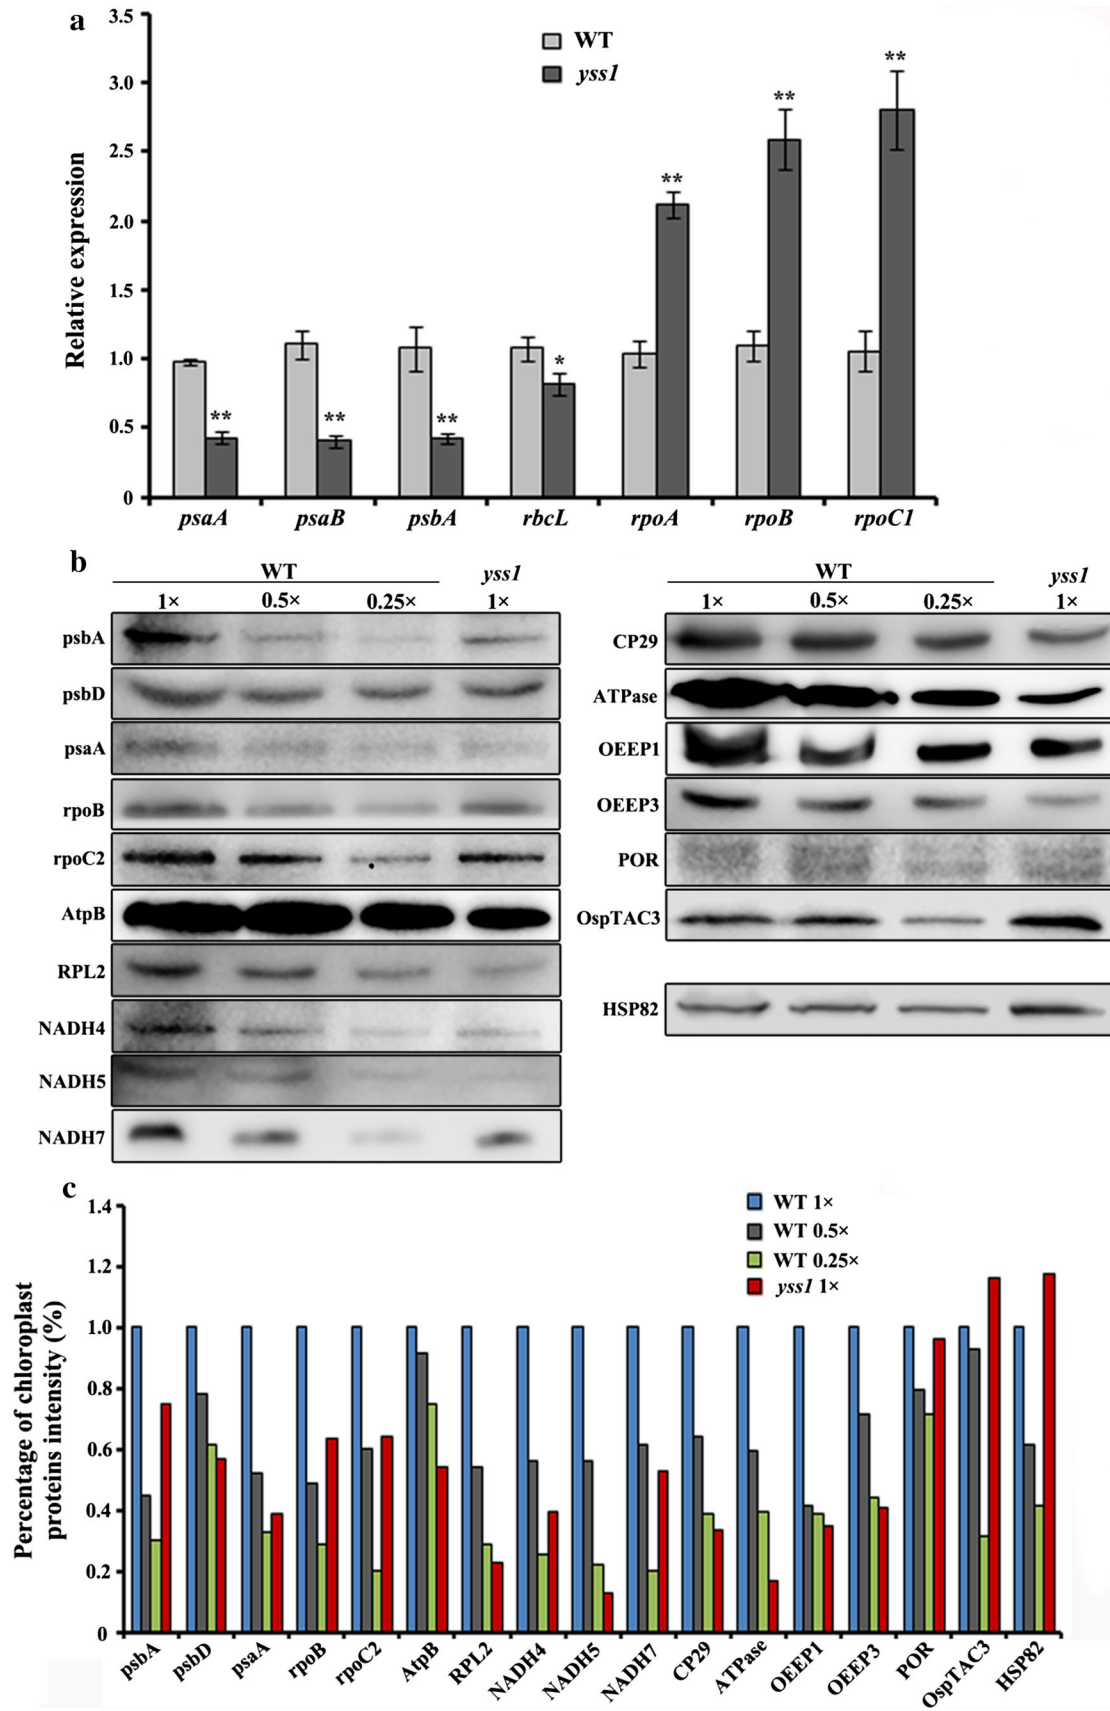 a
3.5
3.0
2.5
2.0
1.5
1.0
0.5
0
Relative expression
WT
yss1
**
**
**
*
**
**
**
psaA psaB psbA rbcL rpoA rpoB rpoC1
b
WT yss1
1× 0.5× 0.25× 1×
psbA
psbD
psaA
rpoB
rpoC2
AtpB
RPL2
NADH4
NADH5
NADH7
WT yss1
1× 0.5× 0.25× 1×
CP29
ATPase
OEEP1
OEEP3
POR
OspTAC3
HSP82
c
1.4
1.2
1.0
0.8
0.6
0.4
0.2
0
Percentage of chloroplast
proteins intensity (%)
WT 1×
WT 0.5×
WT 0.25×
yss1 1×
psbA psbD psaA rpoB rpoC2 AtpB RPL2 NADH4 NADH5 NADH7 CP29 ATPase OEEP1 OEEP3 POR OspTAC3 HSP82